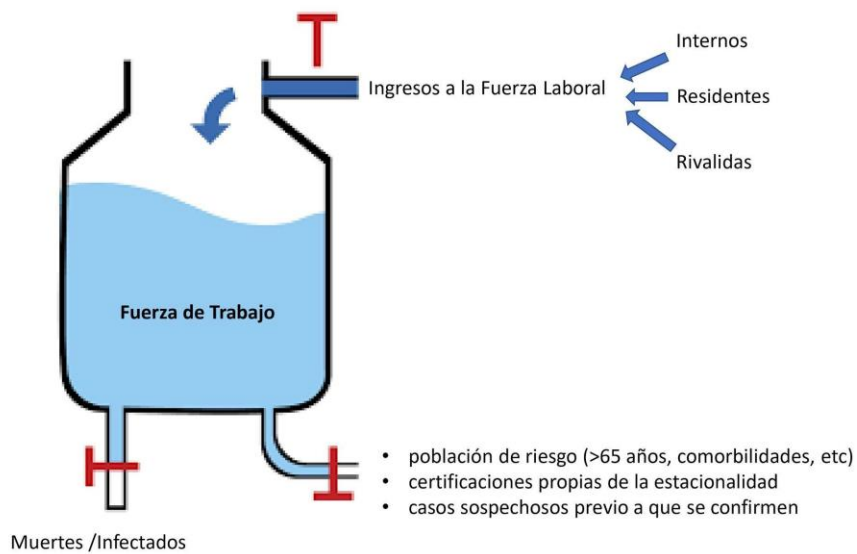 Internos
Ingresos a la Fuerza Laboral
Residentes
Rivalidas
Fuerza de Trabajo
• población de riesgo (>65 años, comorbilidades, etc)
• certificaciones propias de la estacionalidad
• casos sospechosos previo a que se confirmen
Muertes /Infectados